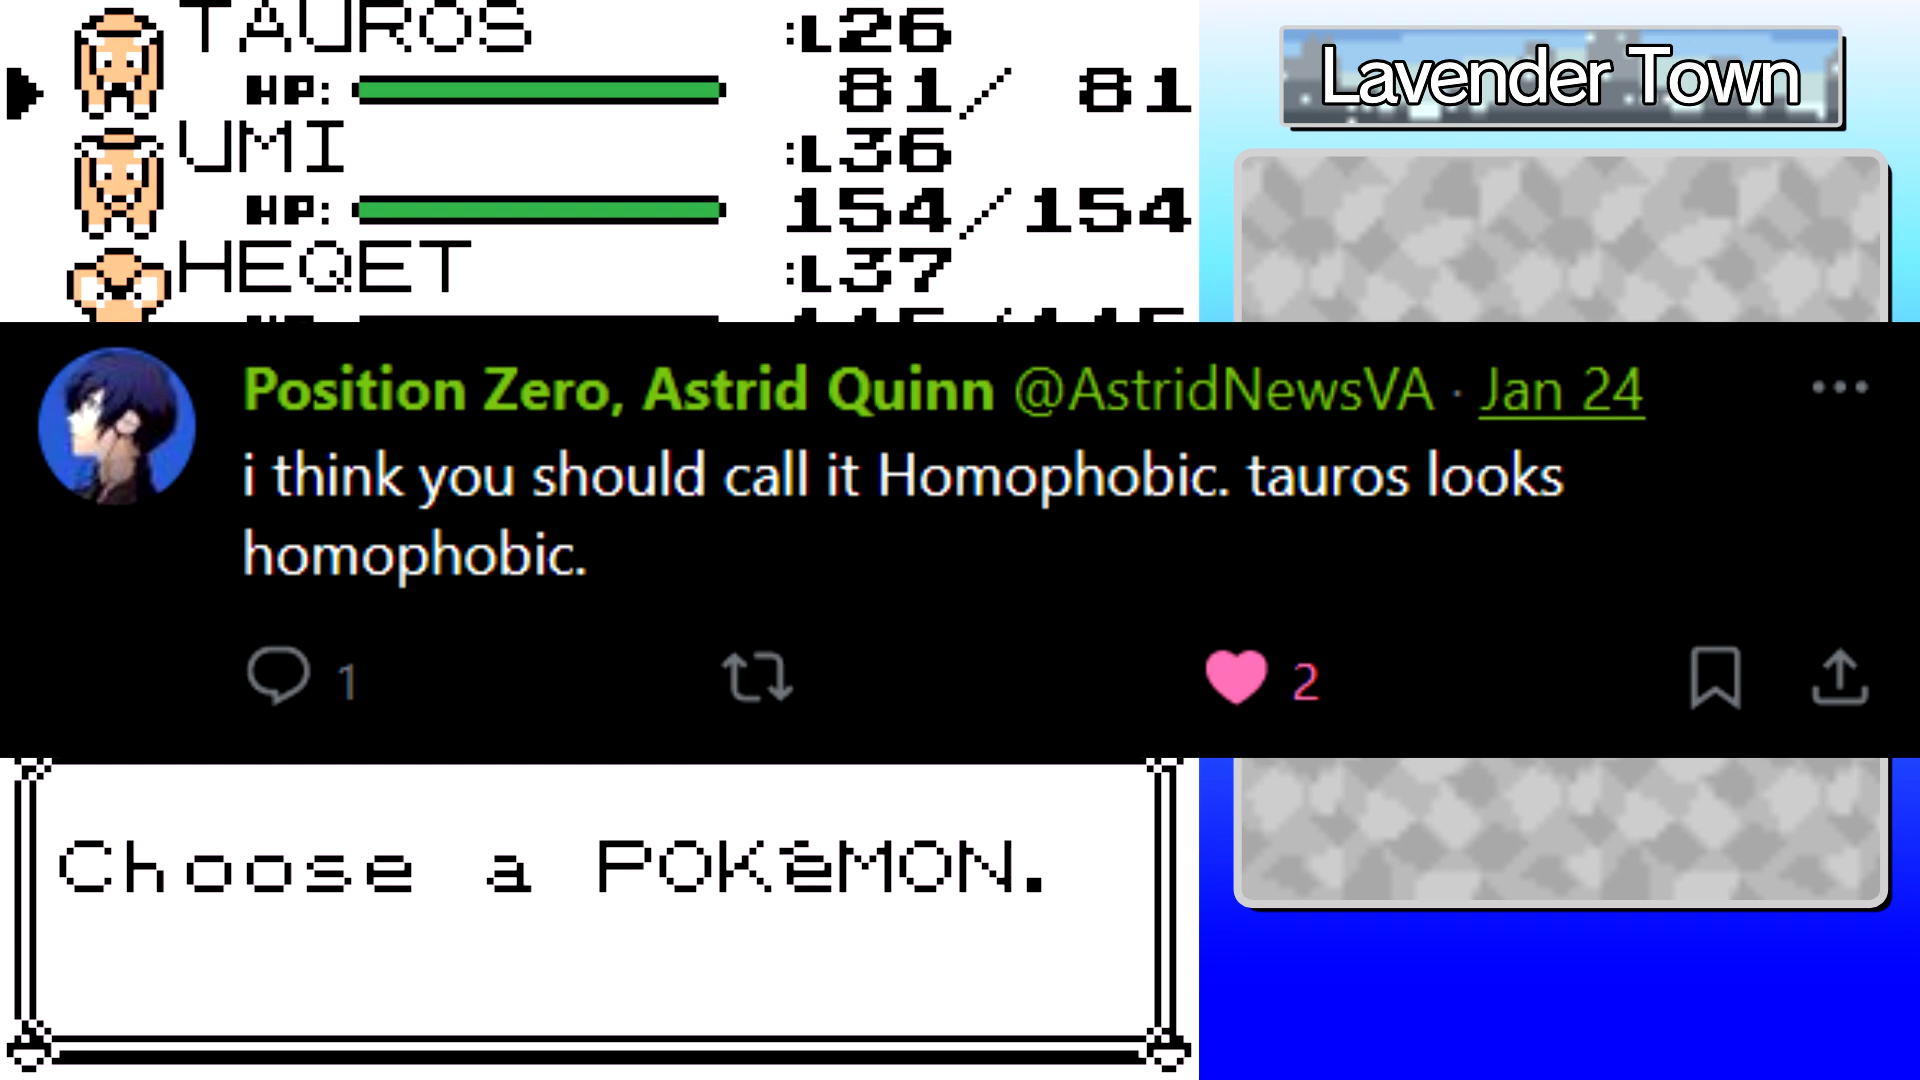 TAUROS :L26
HP: 81/ 81
UMI :L36
HP: 154/154
HEQET :L37
Lavender Town
Position Zero, Astrid Quinn @AstridNewsVA · Jan 24
i think you should call it Homophobic. tauros looks
homophobic.
1 2
Choose a POKéMON.